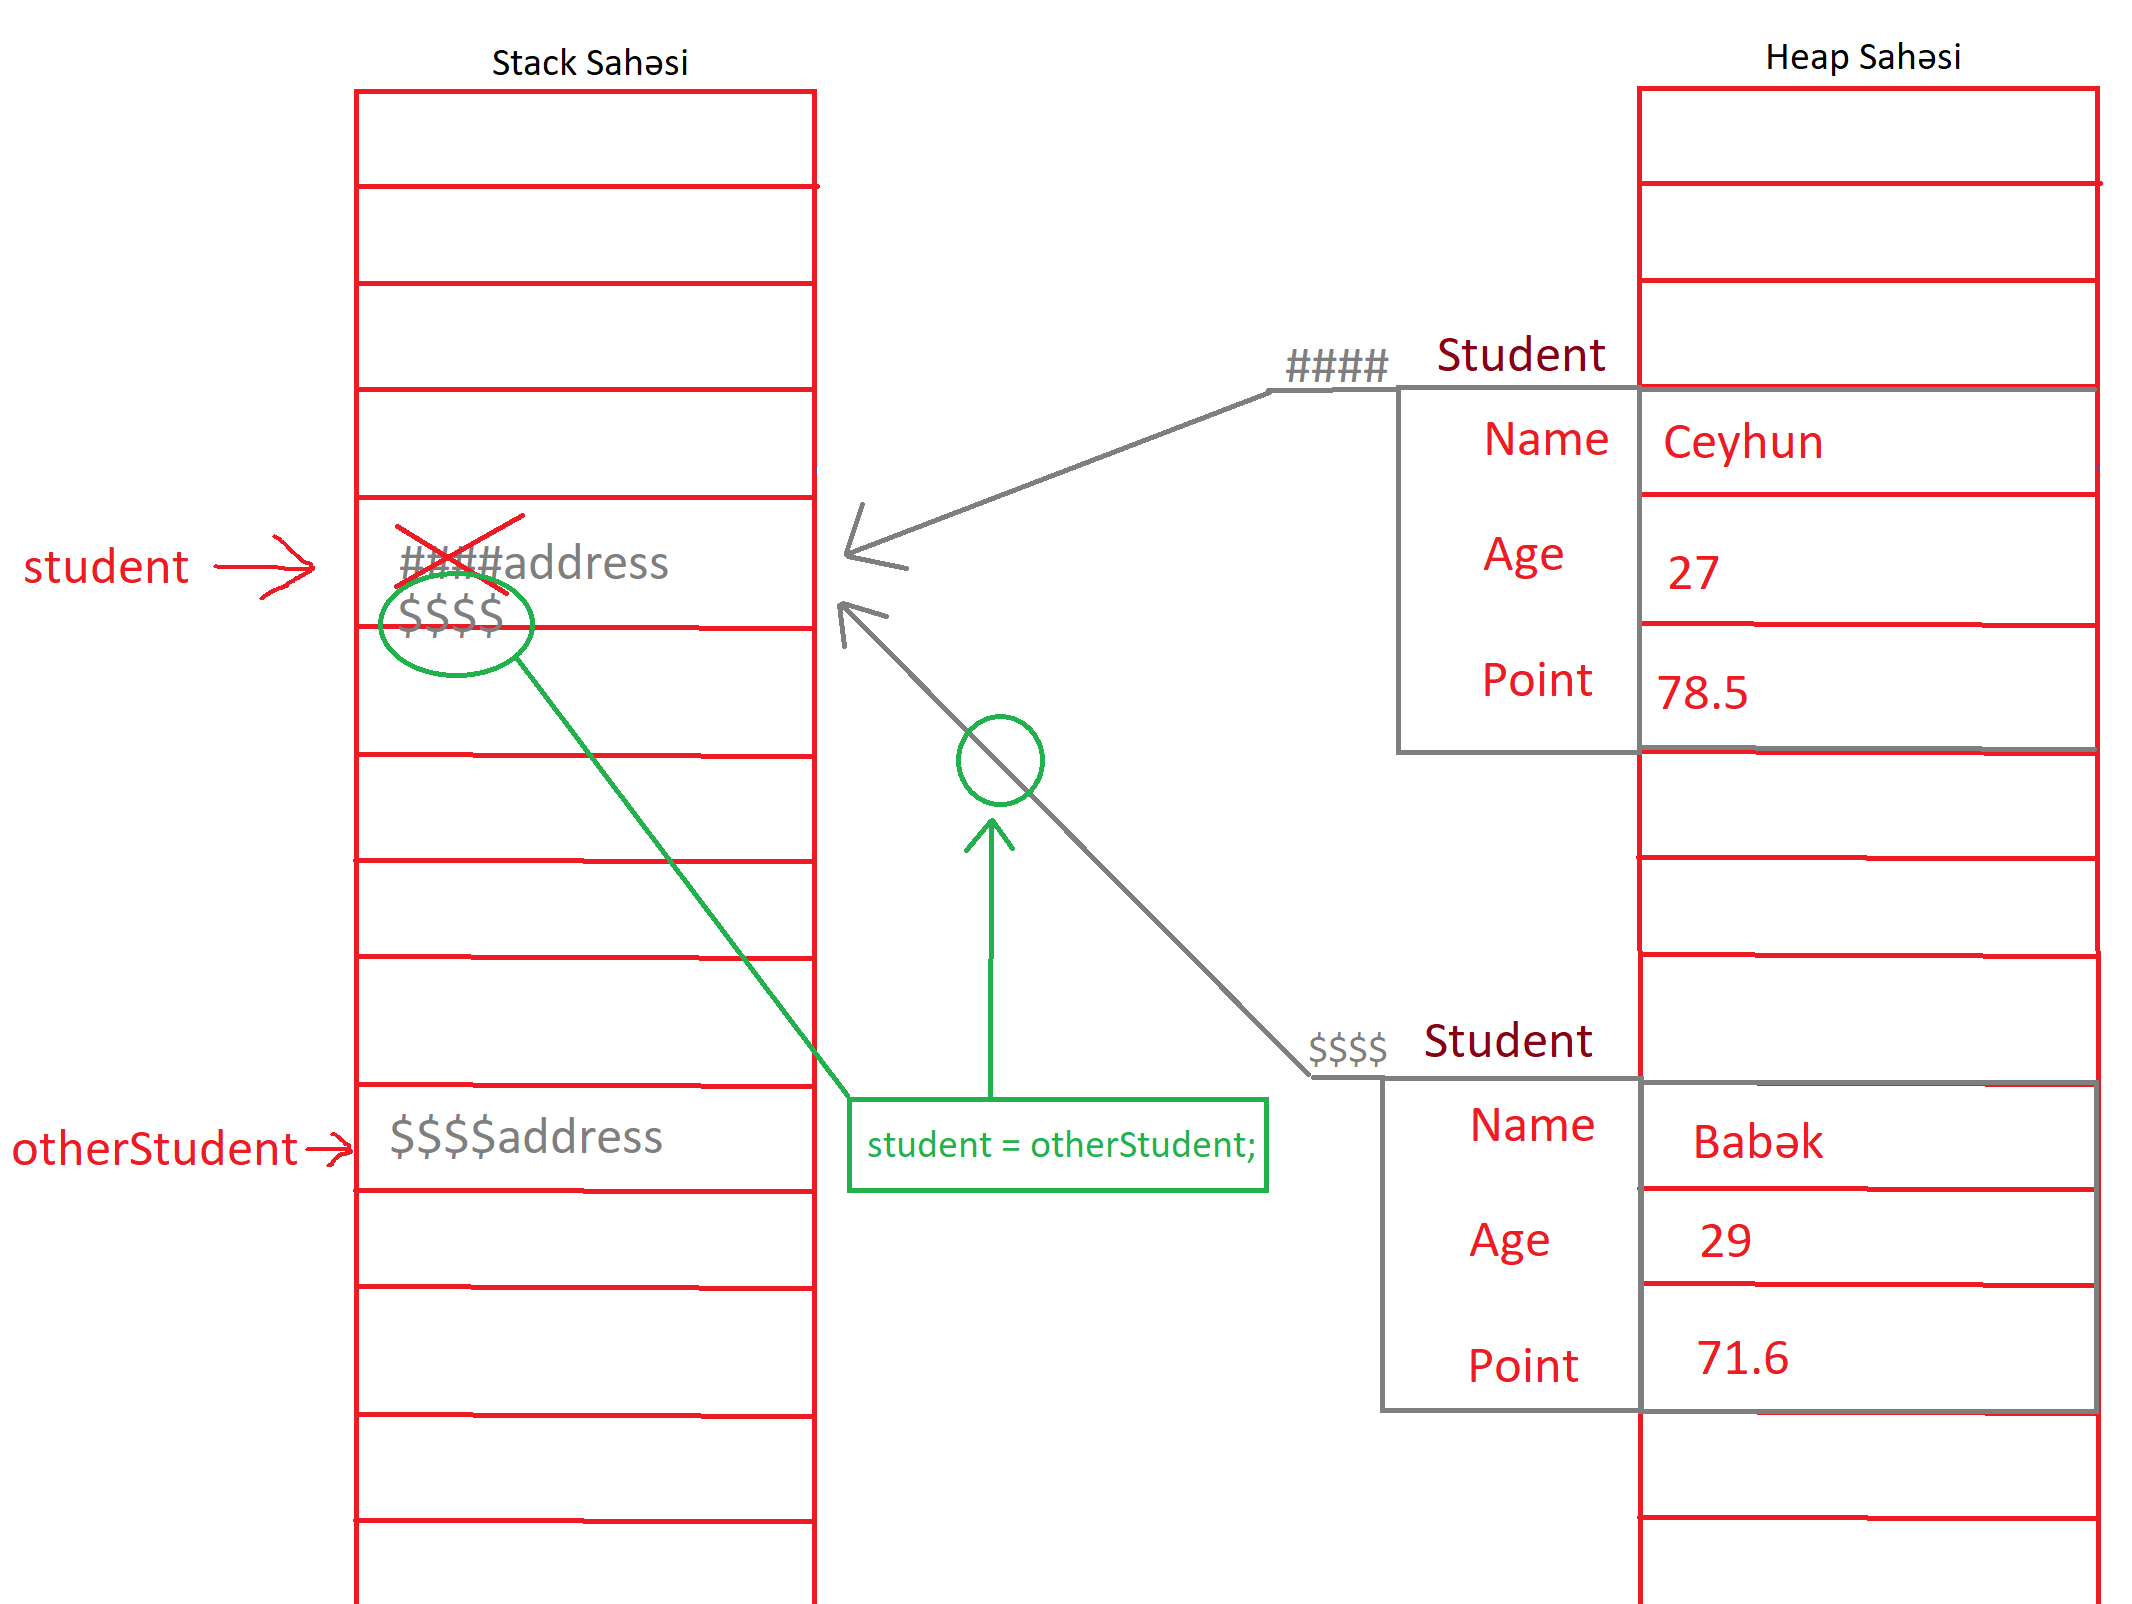 Stack Sahəsi
Heap Sahəsi
#### Student
Name Ceyhun
student ####address
Age 27
$$$$
Point 78.5
$$$$ Student
otherStudent $$$$address
student = otherStudent;
Name Babək
Age 29
Point 71.6